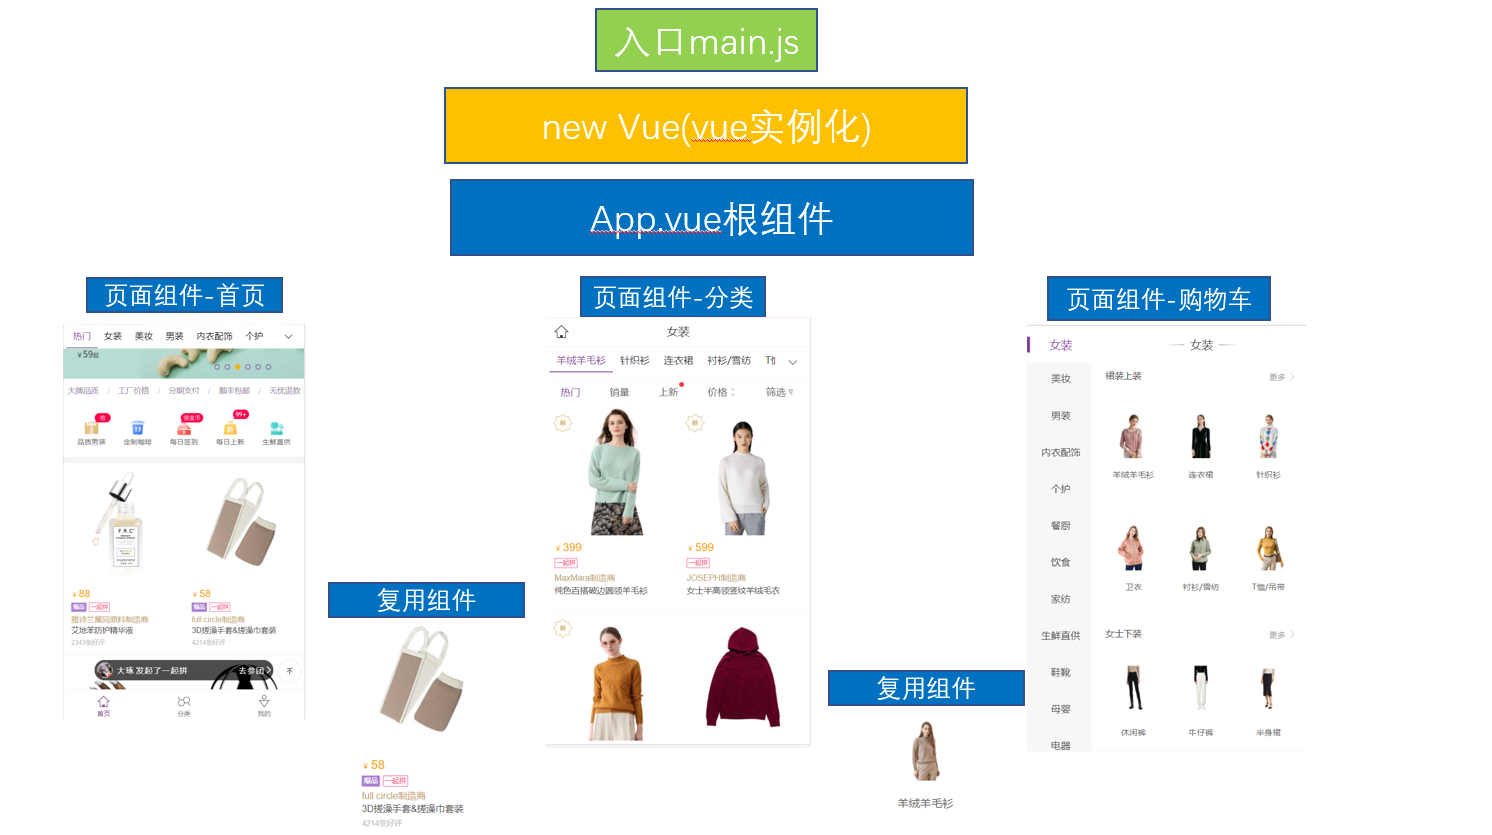 入口main.js
new Vue(vue实例化)
App.vue根组件
页面组件-首页
热门 女装 美妆 男装 内衣配饰 个护
¥59起
大牌品质 / 工厂价格 / 分期支付 / 顺丰包邮 / 无忧退款
抢 领金币 99+
品质男装 定制咖啡 每日签到 每日上新 生鲜直供
F.R.C
¥ 88 ¥ 58
爆品 一起拼 爆品 一起拼
雅诗兰黛同原料制造商 full circle制造商
艾地苯防护精华液 3D搓澡手套&搓澡巾套装
2343条好评 4214条好评
大琢 发起了一起拼 去参团
首页 分类 我的
复用组件
¥ 58
爆品 一起拼
full circle制造商
3D搓澡手套&搓澡巾套装
4214条好评
页面组件-分类
女装
羊绒羊毛衫 针织衫 连衣裙 衬衫/雪纺 T恤
热门 销量 上新 价格 筛选
¥ 399 ¥ 599
一起拼 一起拼
MaxMara制造商 JOSEPH制造商
纯色百搭破边圆领羊毛衫 女士半高领竖纹羊绒毛衣
复用组件
羊绒羊毛衫
页面组件-购物车
女装
美妆
男装
内衣配饰
个护
餐厨
饮食
家纺
生鲜直供
鞋靴
母婴
电器
女装
裙装上装 更多
羊绒羊毛衫 连衣裙 针织衫
卫衣 衬衫/雪纺 T恤/吊带
女士下装 更多
休闲裤 牛仔裤 半身裙